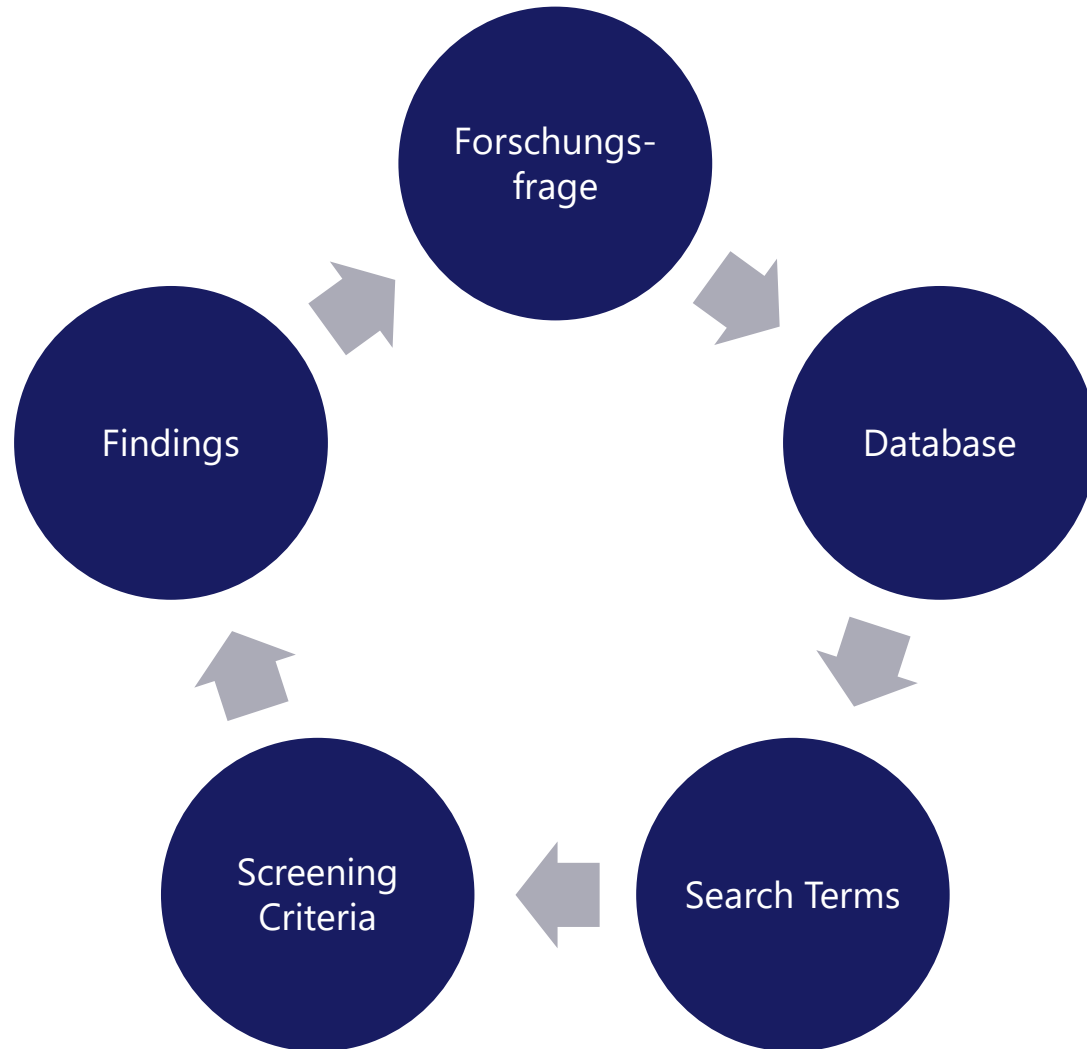 Forschungs-
frage
Database
Search Terms
Screening
Criteria
Findings